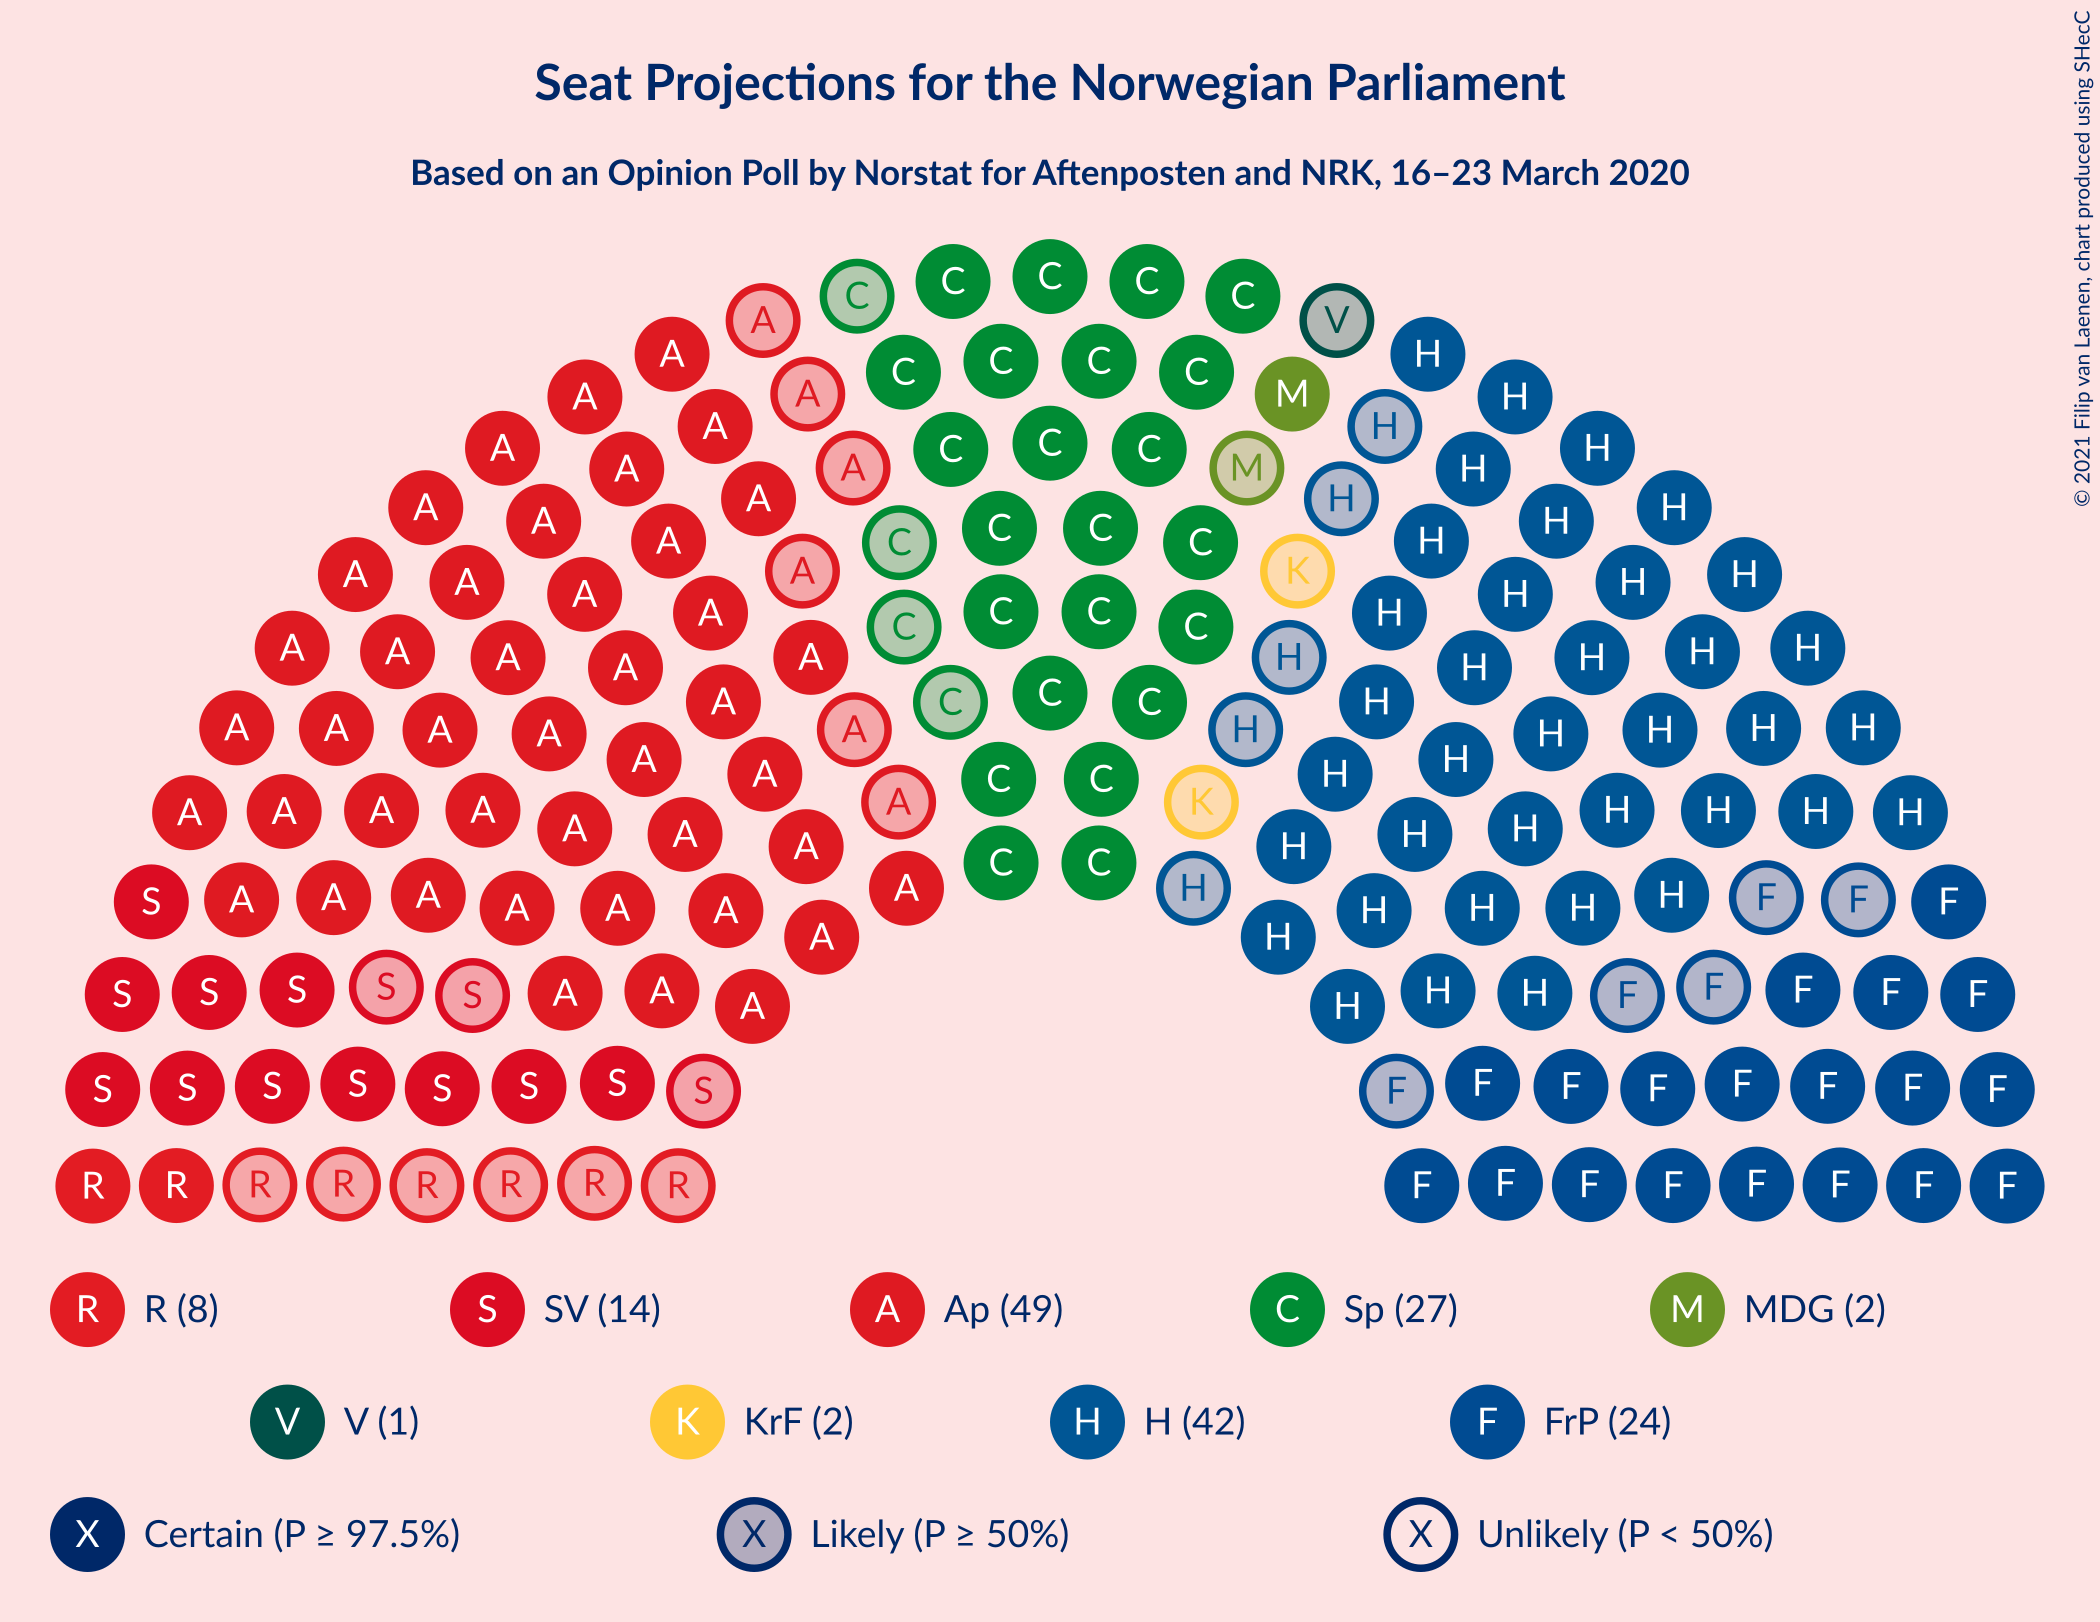 © 2021 Filip van Laenen, chart produced using SHecC
Seat Projections for the Norwegian Parliament
Based on an Opinion Poll by Norstat for Aftenposten and NRK, 16–23 March 2020
C C C C C
A V
A H
C C C C
A M H
A H
A H
C C C
A M
A H
A H
A H
C C C C
A K
A H
A H
A H
A H
C C C C
A H
A H
A H
A H
A H
C C C
A H
A H
A H
A H
A H
A H
C C
A K
A H
A H
A H
A H
A H
A H
C C
A H
A H
A H
A H
A H
A H
S A A A A A A A H H H H H F F F
S S S S S A A A H H H F F F F F
S S S S S S S S F F F F F F F F
R R R R R R R R F F F F F F F F
R R (8) S SV (14) A Ap (49) C Sp (27) M MDG (2)
V V (1) K KrF (2) H H (42) F FrP (24)
X Certain (P ≥ 97.5%) X Likely (P ≥ 50%) X Unlikely (P < 50%)